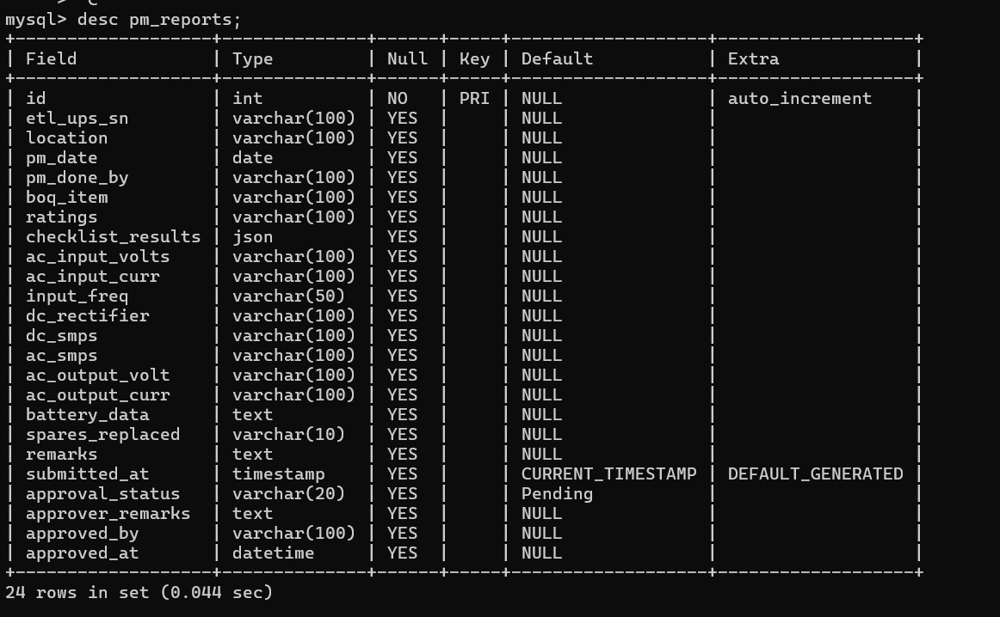 mysql> desc pm_reports;
+--------------------+--------------+------+-----+-------------------+-------------------+
| Field              | Type         | Null | Key | Default           | Extra             |
+--------------------+--------------+------+-----+-------------------+-------------------+
| id                 | int          | NO   | PRI | NULL              | auto_increment    |
| etl_ups_sn         | varchar(100) | YES  |     | NULL              |                   |
| location           | varchar(100) | YES  |     | NULL              |                   |
| pm_date            | date         | YES  |     | NULL              |                   |
| pm_done_by         | varchar(100) | YES  |     | NULL              |                   |
| boq_item           | varchar(100) | YES  |     | NULL              |                   |
| ratings            | varchar(100) | YES  |     | NULL              |                   |
| checklist_results  | json         | YES  |     | NULL              |                   |
| ac_input_volts     | varchar(100) | YES  |     | NULL              |                   |
| ac_input_curr      | varchar(100) | YES  |     | NULL              |                   |
| input_freq         | varchar(50)  | YES  |     | NULL              |                   |
| dc_rectifier       | varchar(100) | YES  |     | NULL              |                   |
| dc_smps            | varchar(100) | YES  |     | NULL              |                   |
| ac_smps            | varchar(100) | YES  |     | NULL              |                   |
| ac_output_volt     | varchar(100) | YES  |     | NULL              |                   |
| ac_output_curr     | varchar(100) | YES  |     | NULL              |                   |
| battery_data       | text         | YES  |     | NULL              |                   |
| spares_replaced    | varchar(10)  | YES  |     | NULL              |                   |
| remarks            | text         | YES  |     | NULL              |                   |
| submitted_at       | timestamp    | YES  |     | CURRENT_TIMESTAMP | DEFAULT_GENERATED |
| approval_status    | varchar(20)  | YES  |     | Pending           |                   |
| approver_remarks   | text         | YES  |     | NULL              |                   |
| approved_by        | varchar(100) | YES  |     | NULL              |                   |
| approved_at        | datetime     | YES  |     | NULL              |                   |
+--------------------+--------------+------+-----+-------------------+-------------------+
24 rows in set (0.044 sec)